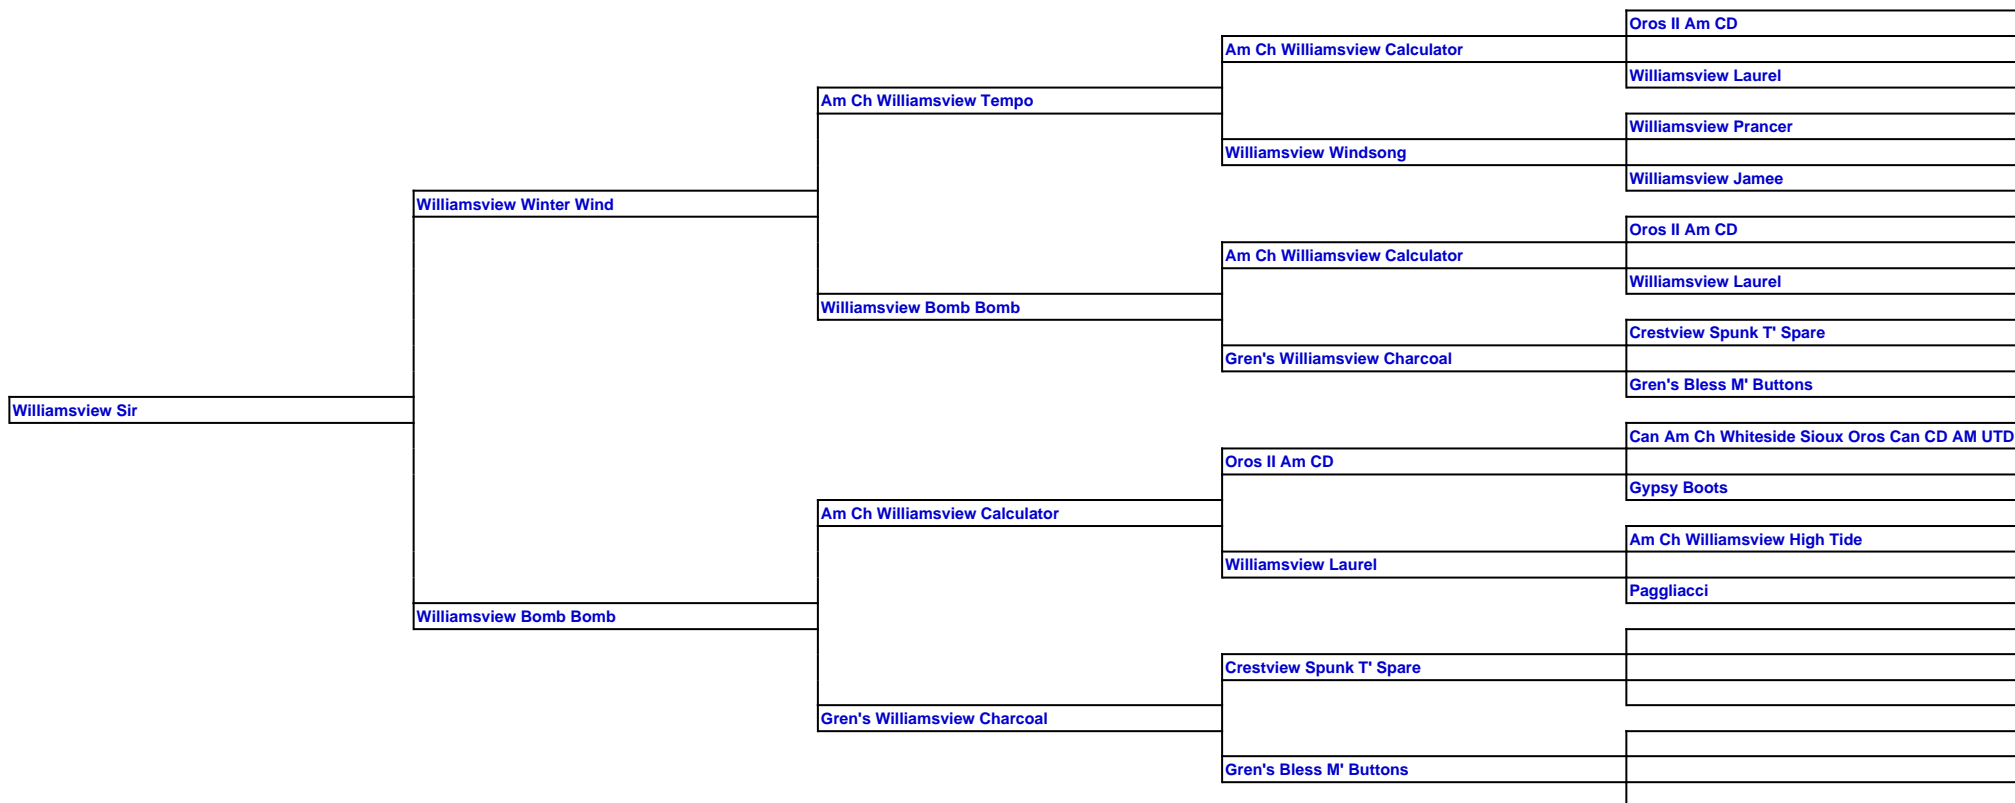 Oros II Am CD
Am Ch Williamsview Calculator
Williamsview Laurel
Am Ch Williamsview Tempo
Williamsview Prancer
Williamsview Windsong
Williamsview Jamee
Williamsview Winter Wind
Oros II Am CD
Am Ch Williamsview Calculator
Williamsview Laurel
Williamsview Bomb Bomb
Crestview Spunk T' Spare
Gren's Williamsview Charcoal
Gren's Bless M' Buttons
Williamsview Sir
Can Am Ch Whiteside Sioux Oros Can CD AM UTD
Oros II Am CD
Gypsy Boots
Am Ch Williamsview Calculator
Am Ch Williamsview High Tide
Williamsview Laurel
Paggliacci
Williamsview Bomb Bomb
Crestview Spunk T' Spare
Gren's Williamsview Charcoal
Gren's Bless M' Buttons